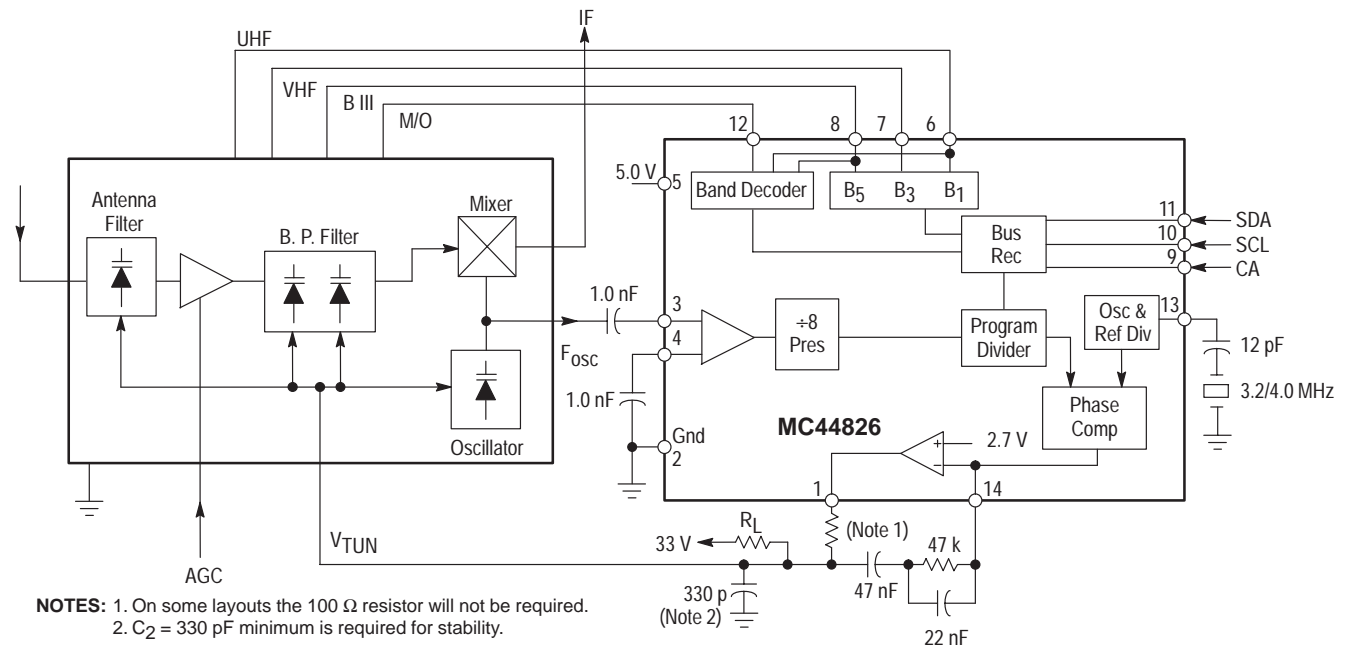 IF
UHF
VHF
B III
M/O
12
8
7
6
5.0 V
5
Band Decoder
B5
B3
B1
Antenna
Filter
B. P. Filter
Mixer
Bus
Rec
11
SDA
10
SCL
9
CA
1.0 nF
3
4
÷8
Pres
Program
Divider
Osc &
Ref Div
13
12 pF
3.2/4.0 MHz
Fosc
1.0 nF
Oscillator
Gnd
2
MC44826
2.7 V
+
−
Phase
Comp
1
14
(Note 1)
RL
33 V
47 k
VTUN
AGC
330 p
(Note 2)
47 nF
22 nF
NOTES: 1. On some layouts the 100 Ω resistor will not be required.
2. C2 = 330 pF minimum is required for stability.